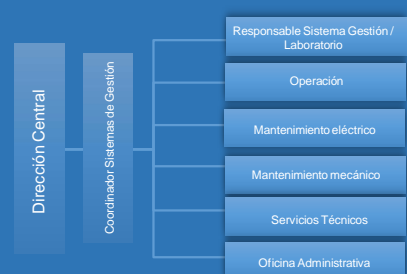 Dirección Central
Coordinador Sistemas de Gestión
Responsable Sistema Gestión /
Laboratorio
Operación
Mantenimiento eléctrico
Mantenimiento mecánico
Servicios Técnicos
Oficina Administrativa